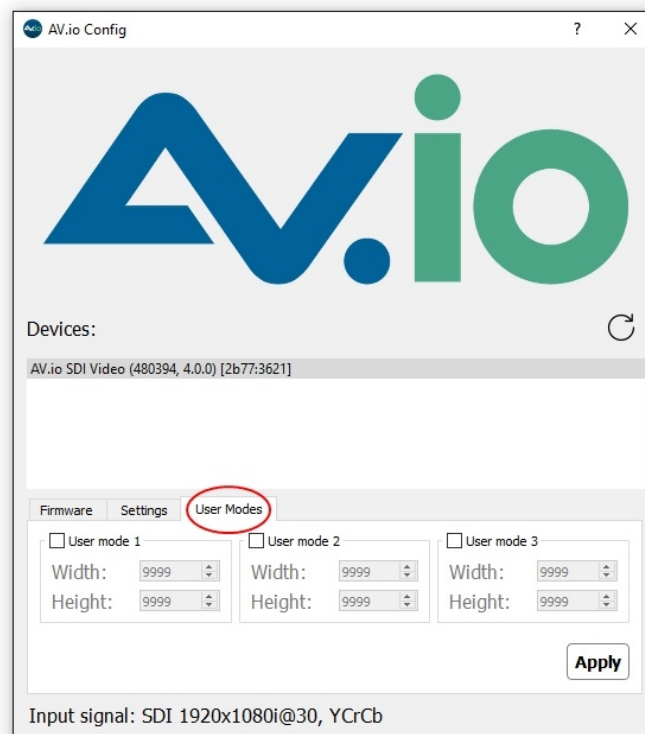 AV.io Config ?
AV.io
Devices:
AV.io SDI Video (480394, 4.0.0) [2b77:3621]
Firmware Settings User Modes
User mode 1 User mode 2 User mode 3
Width: 9999 Width: 9999 Width: 9999
Height: 9999 Height: 9999 Height: 9999
Apply
Input signal: SDI 1920x1080i@30, YCrCb